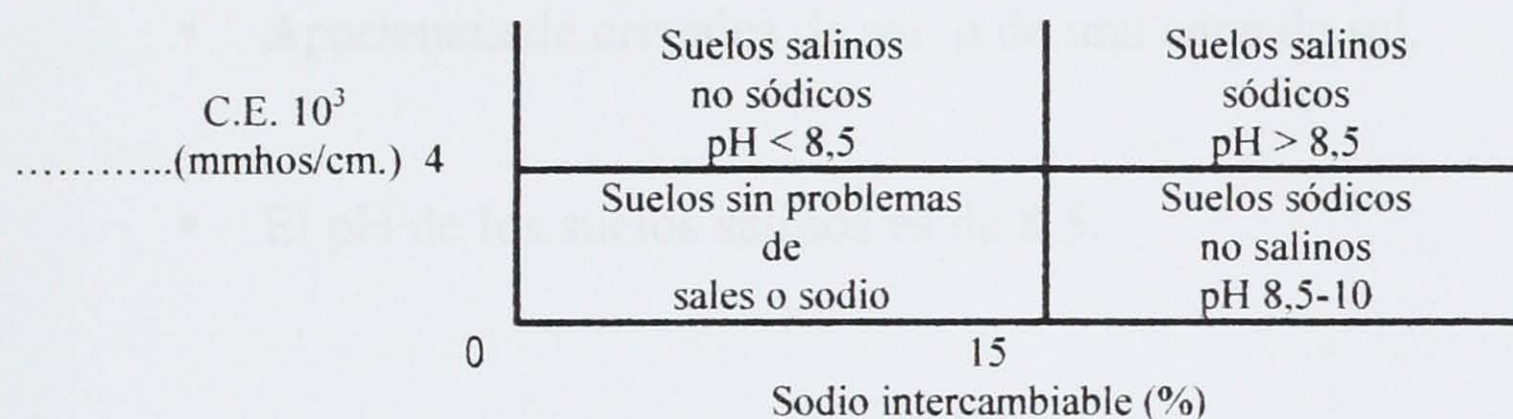 Suelos salinos
no sódicos
pH < 8,5
Suelos salinos
sódicos
pH > 8,5
C.E. 10³
............(mmhos/cm.) 4
Suelos sin problemas
de
sales o sodio
Suelos sódicos
no salinos
pH 8,5-10
0 15
Sodio intercambiable (%)